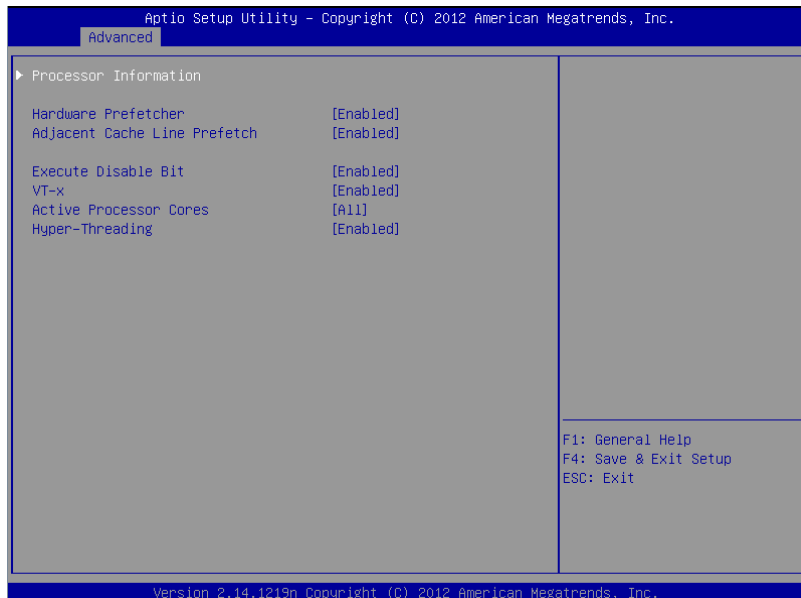 Aptio Setup Utility – Copyright (C) 2012 American Megatrends, Inc.
Advanced
Processor Information
Hardware Prefetcher [Enabled]
Adjacent Cache Line Prefetch [Enabled]
Execute Disable Bit [Enabled]
VT-x [Enabled]
Active Processor Cores [All]
Hyper-Threading [Enabled]
F1: General Help
F4: Save & Exit Setup
ESC: Exit
Version 2.14.1219n Copyright (C) 2012 American Megatrends, Inc.